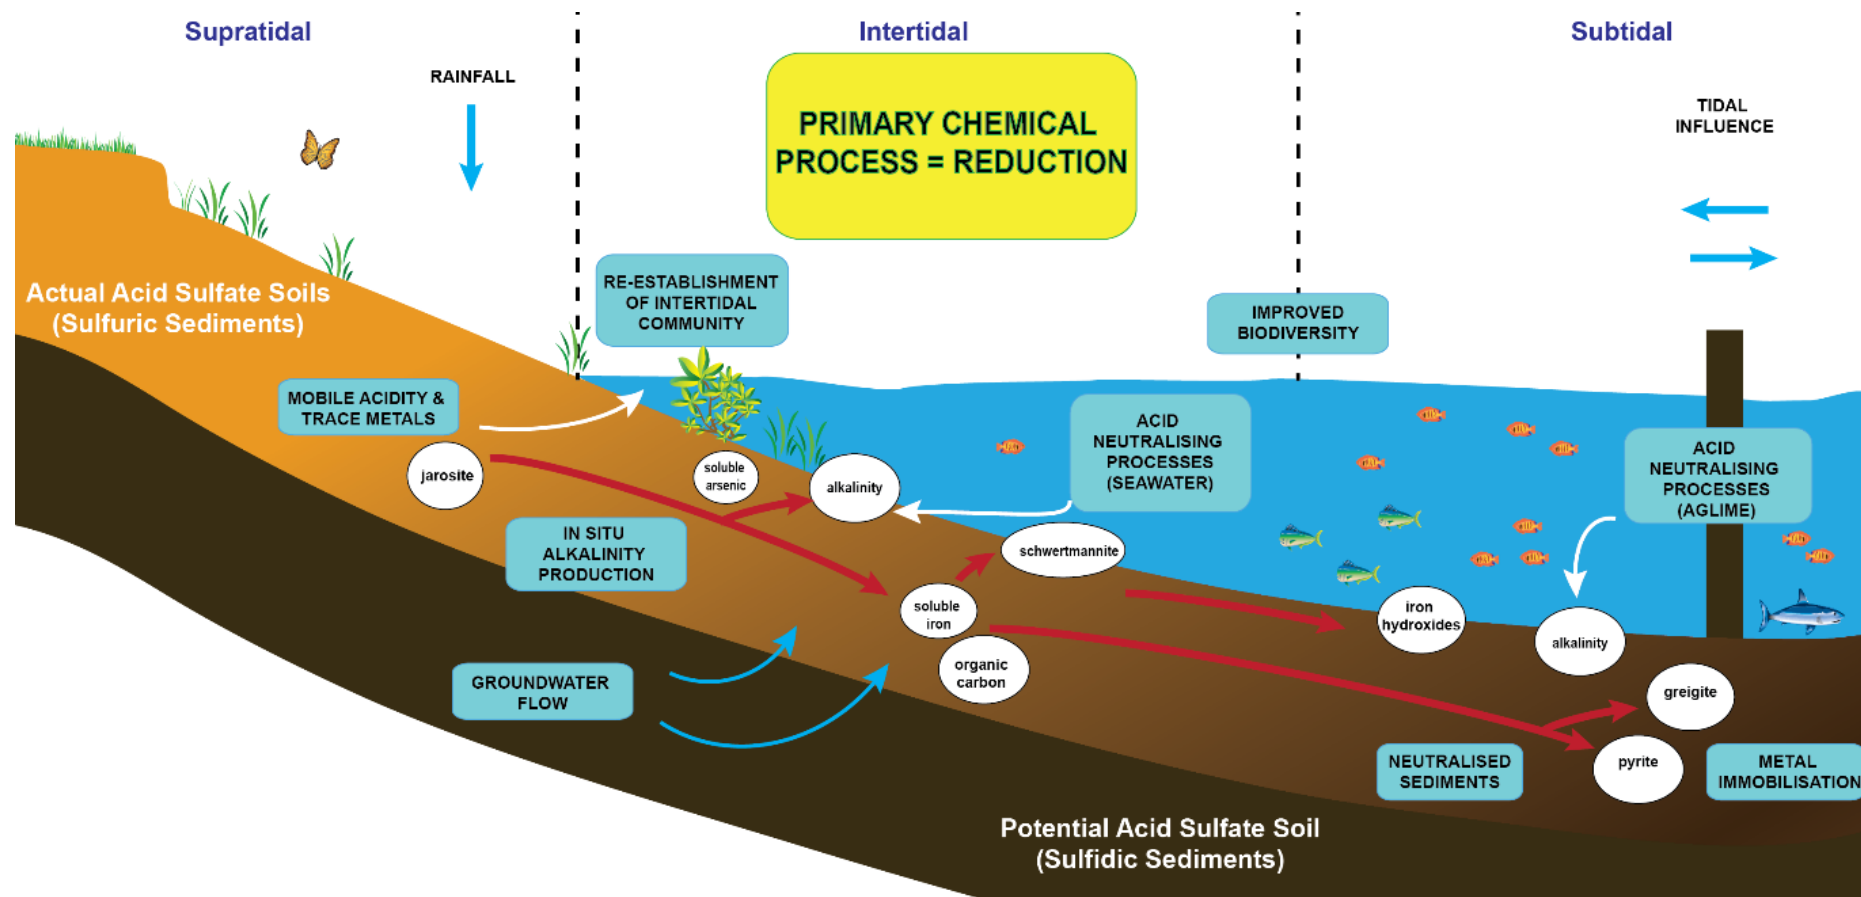 Supratidal
Intertidal
Subtidal
RAINFALL
PRIMARY CHEMICAL
PROCESS = REDUCTION
TIDAL
INFLUENCE
RE-ESTABLISHMENT
OF INTERTIDAL
COMMUNITY
IMPROVED
BIODIVERSITY
Actual Acid Sulfate Soils
(Sulfuric Sediments)
MOBILE ACIDITY &
TRACE METALS
jarosite
soluble
arsenic
alkalinity
ACID
NEUTRALISING
PROCESSES
(SEAWATER)
ACID
NEUTRALISING
PROCESSES
(AGLIME)
IN SITU
ALKALINITY
PRODUCTION
schwertmannite
soluble
iron
organic
carbon
iron
hydroxides
alkalinity
GROUNDWATER
FLOW
greigite
pyrite
NEUTRALISED
SEDIMENTS
METAL
IMMOBILISATION
Potential Acid Sulfate Soil
(Sulfidic Sediments)